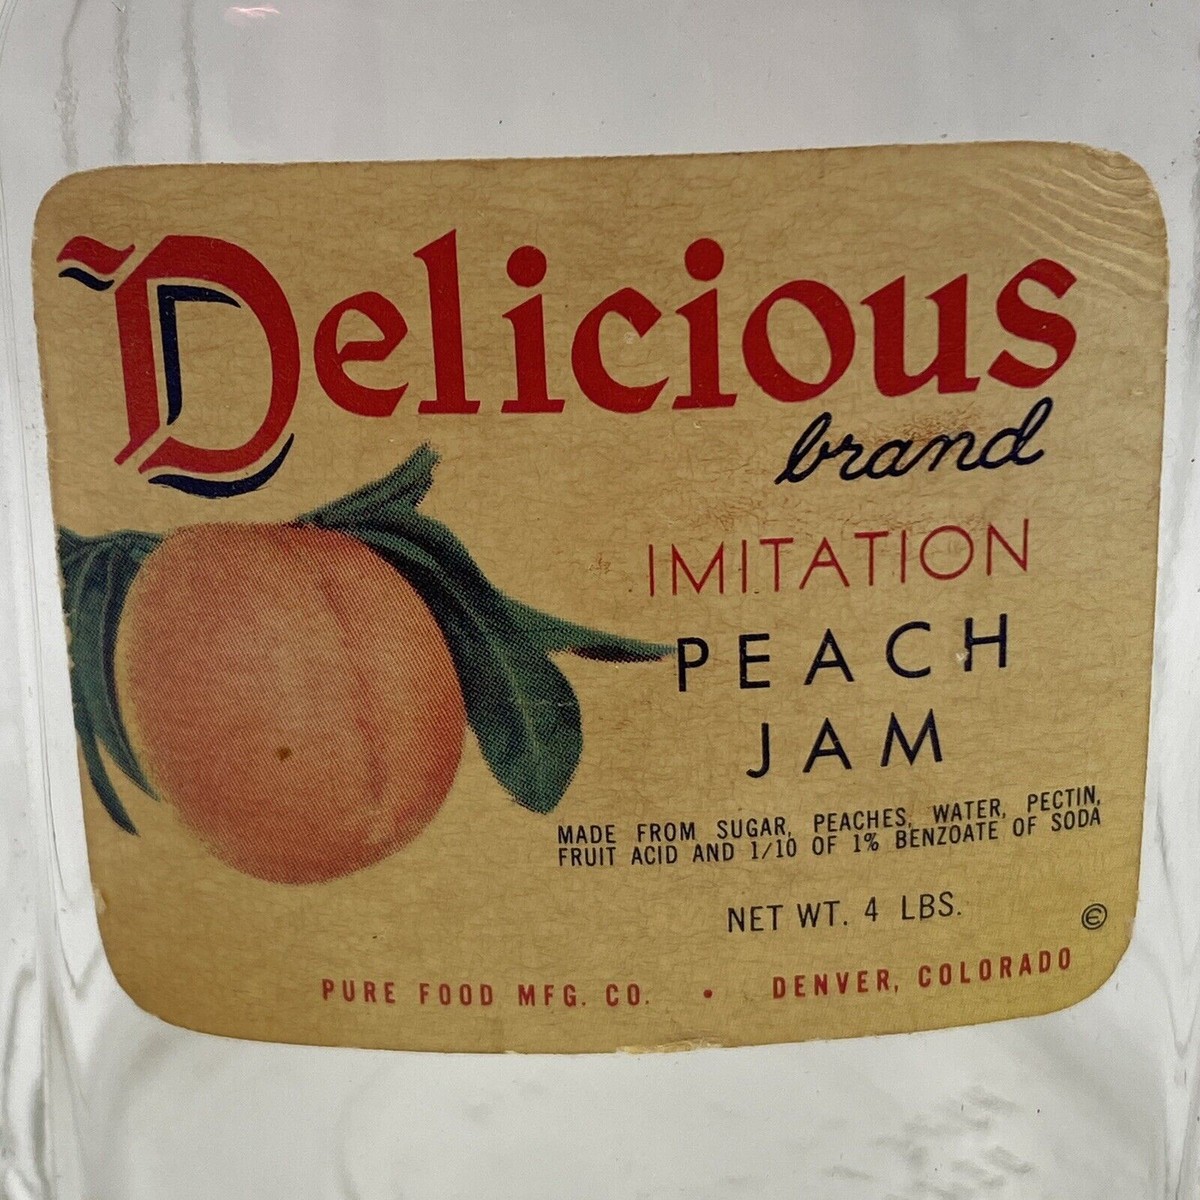 Delicious
brand
IMITATION
PEACH
JAM
MADE FROM SUGAR, PEACHES, WATER, PECTIN,
FRUIT ACID AND 1/10 OF 1% BENZOATE OF SODA
NET WT. 4 LBS.
PURE FOOD MFG. CO. • DENVER, COLORADO